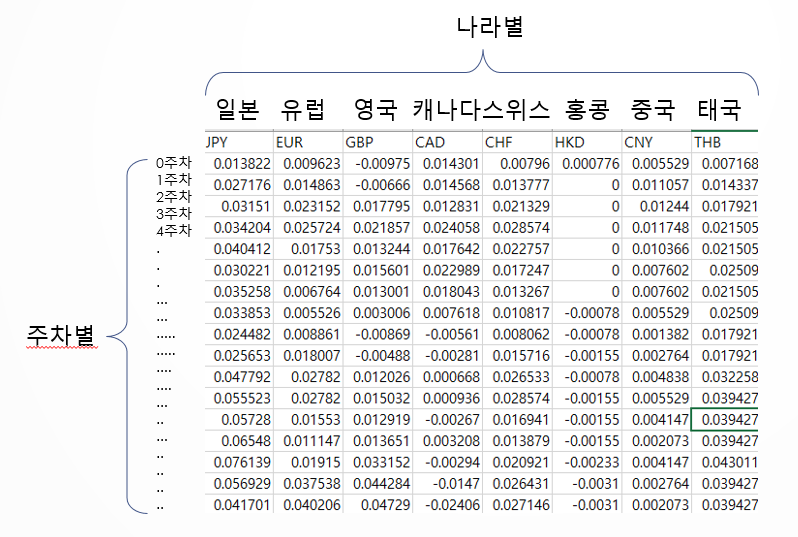 나라별
일본 유럽 영국 캐나다 스위스 홍콩 중국 태국
JPY EUR GBP CAD CHF HKD CNY THB
0주차 0.013822 0.009623 -0.00975 0.014301 0.00796 0.000776 0.005529 0.007168
1주차 0.027176 0.014863 -0.00666 0.014568 0.013777 0 0.011057 0.014337
2주차 0.03151 0.023152 0.017795 0.012831 0.021329 0 0.01244 0.017921
3주차 0.034204 0.025724 0.021857 0.024058 0.028574 0 0.011748 0.021505
4주차 0.040412 0.01753 0.013244 0.017642 0.022757 0 0.010366 0.021505
. 0.030221 0.012195 0.015601 0.022989 0.017247 0 0.007602 0.02509
. 0.035258 0.006764 0.013001 0.018043 0.013267 0 0.007602 0.021505
. 0.033853 0.005526 0.003006 0.007618 0.010817 -0.00078 0.005529 0.02509
... 0.024482 0.008861 -0.00869 -0.00561 0.008062 -0.00078 0.001382 0.017921
주차별
... 0.025653 0.018007 -0.00488 -0.00281 0.015716 -0.00155 0.002764 0.017921
..... 0.047792 0.02782 0.012026 0.000668 0.026533 -0.00078 0.004838 0.032258
..... 0.055523 0.02782 0.015032 0.000936 0.028574 -0.00155 0.005529 0.039427
.... 0.05728 0.01553 0.012919 -0.00267 0.016941 -0.00155 0.004147 0.039427
.... 0.06548 0.011147 0.013651 0.003208 0.013879 -0.00155 0.002073 0.039427
... 0.076139 0.01915 0.033152 -0.00294 0.020921 -0.00233 0.004147 0.043011
.. 0.056929 0.037538 0.044284 -0.0147 0.026431 -0.0031 0.002764 0.039427
... 0.041701 0.040206 0.04729 -0.02406 0.027146 -0.0031 0.002073 0.039427
..
..
..
..